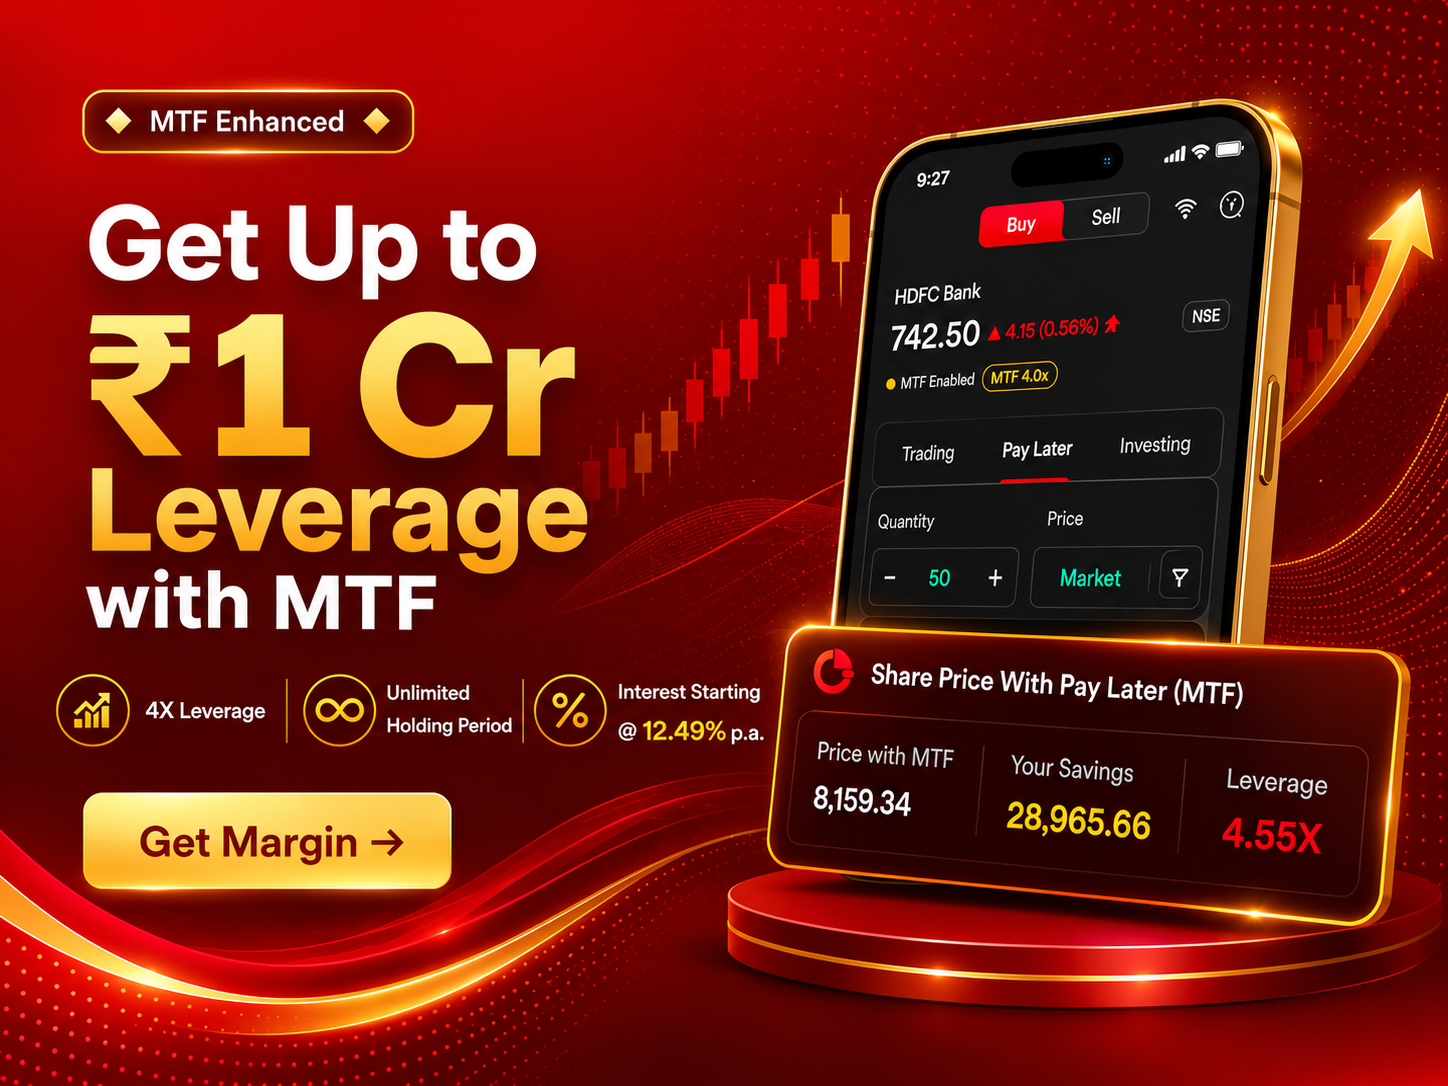 MTF Enhanced
Get Up to
₹1 Cr
Leverage
with MTF
4X Leverage
Unlimited
Holding Period
Interest Starting
@ 12.49% p.a.
Get Margin →
9:27
Buy
Sell
HDFC Bank
742.50 ▲ 4.15 (0.56%)
NSE
MTF Enabled
MTF 4.0x
Trading
Pay Later
Investing
Quantity
Price
- 50 +
Market
Share Price With Pay Later (MTF)
Price with MTF
8,159.34
Your Savings
28,965.66
Leverage
4.55X